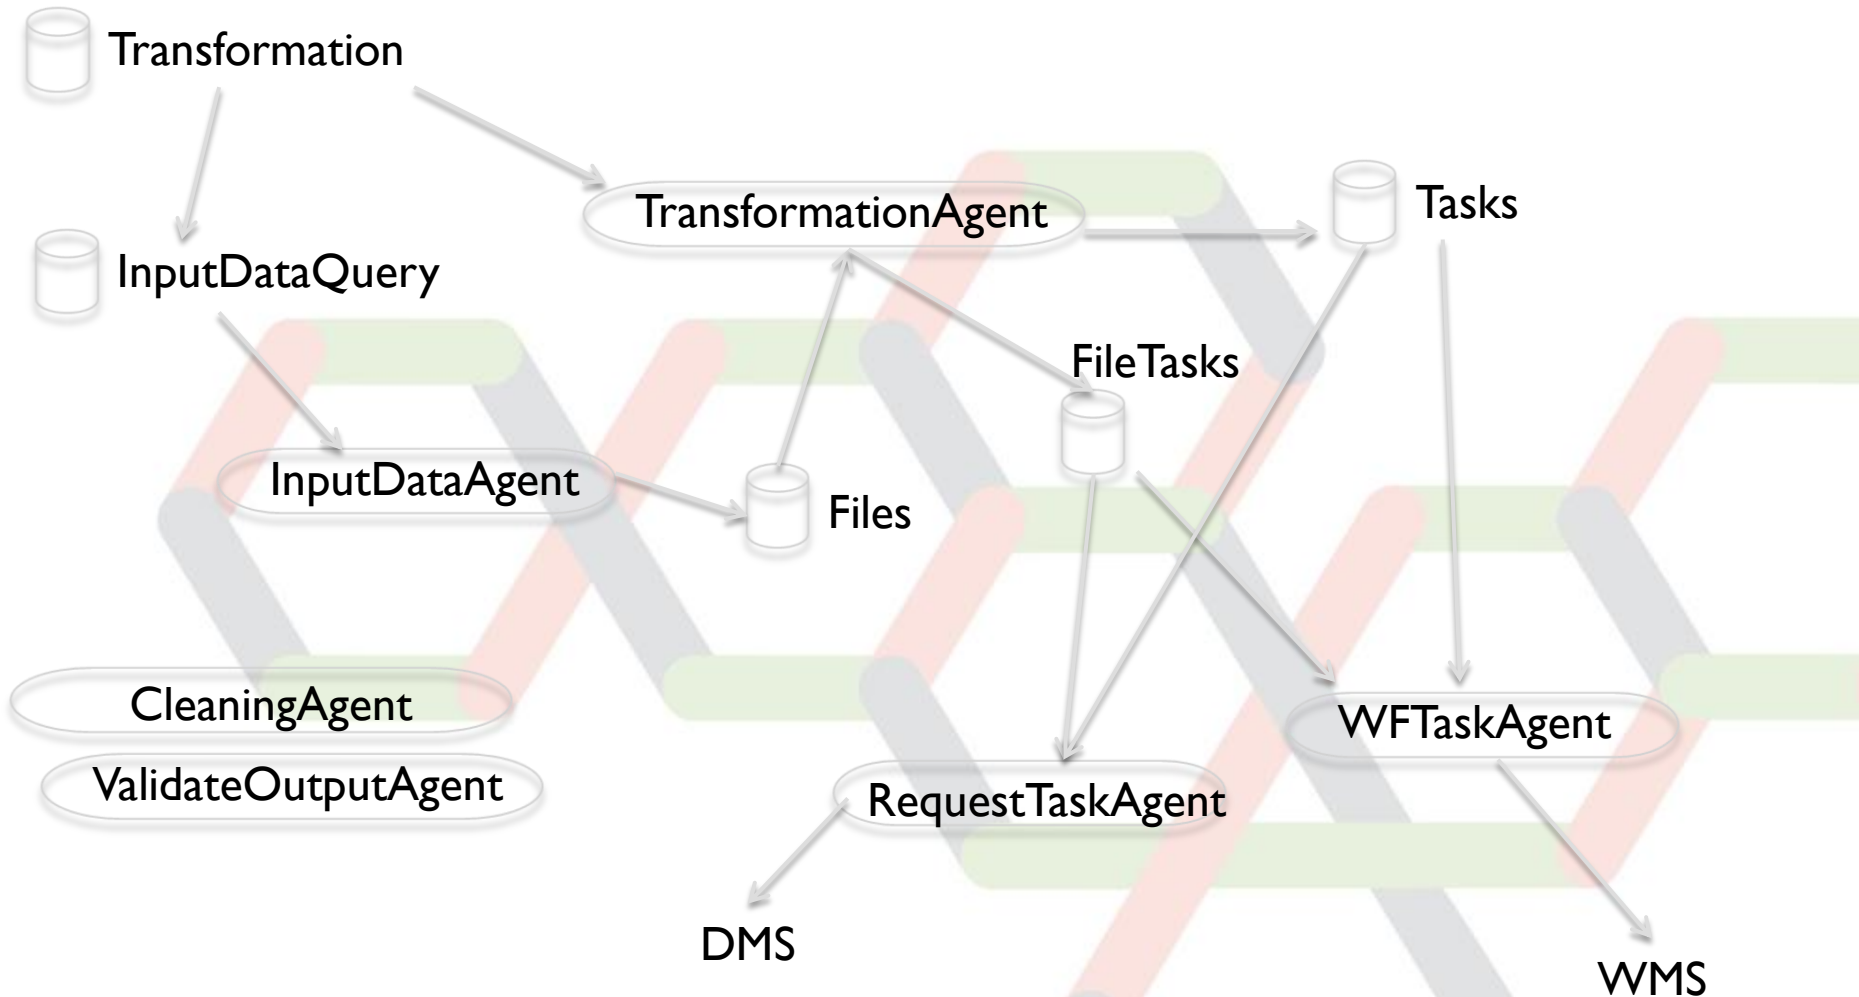 Transformation
TransformationAgent
Tasks
InputDataQuery
FileTasks
InputDataAgent
Files
CleaningAgent
WFTaskAgent
ValidateOutputAgent
RequestTaskAgent
DMS
WMS